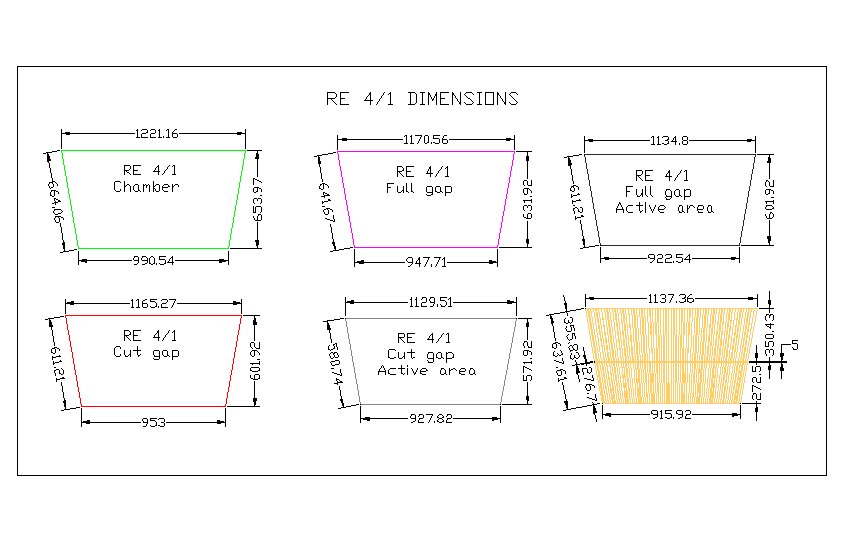 RE 4/1 DIMENSIONS
1221.16
RE 4/1
Chamber
664.06
653.97
990.54
1170.56
RE 4/1
Full gap
641.67
631.92
947.71
1134.8
RE 4/1
Full gap
Active area
611.21
601.92
922.54
1165.27
RE 4/1
Cut gap
611.21
601.92
953
1129.51
RE 4/1
Cut gap
Active area
580.74
571.92
927.82
1137.36
355.83
637.61
276.7
350.43
5
272.5
915.92